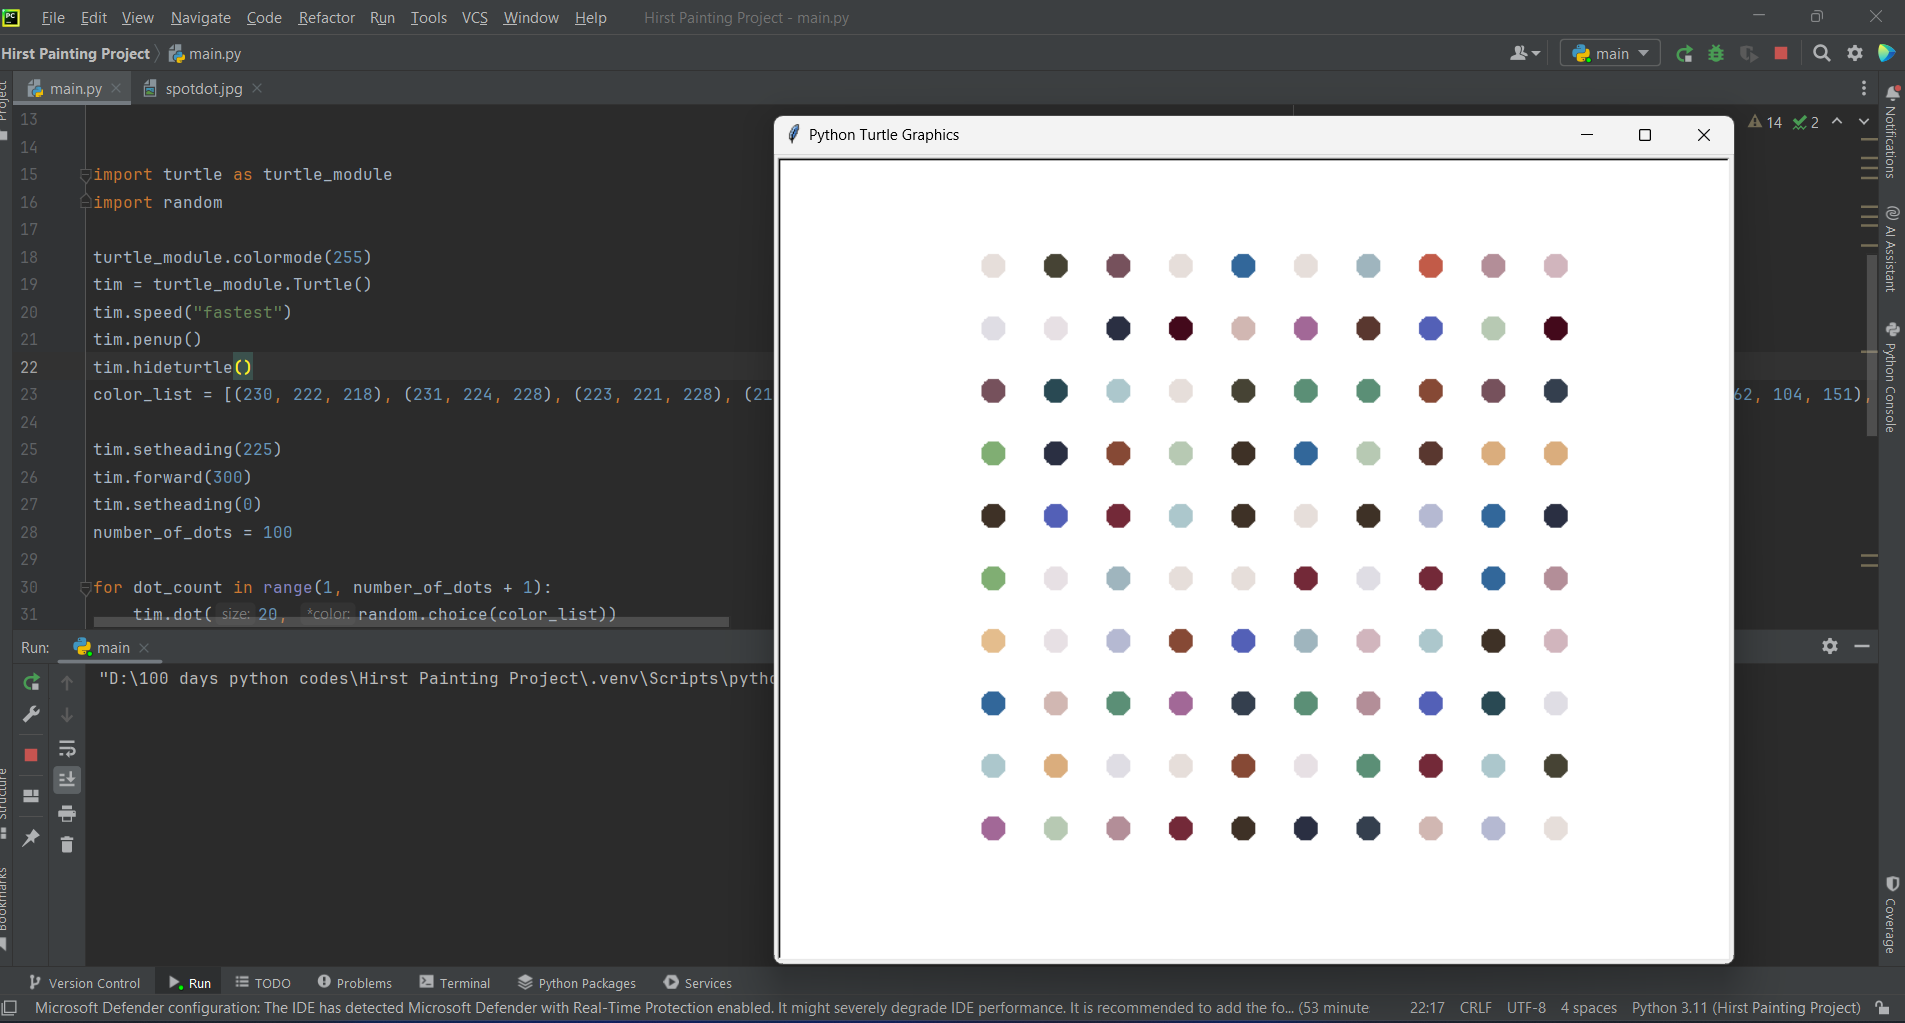 File Edit View Navigate Code Refactor Run Tools VCS Window Help Hirst Painting Project - main.py
Hirst Painting Project main.py main
main.py spotdot.jpg
Project
13
14
15 import turtle as turtle_module
16 import random
17
18 turtle_module.colormode(255)
19 tim = turtle_module.Turtle()
20 tim.speed("fastest")
21 tim.penup()
22 tim.hideturtle()
23 color_list = [(230, 222, 218), (231, 224, 228), (223, 221, 228), (21
62, 104, 151),
24
25 tim.setheading(225)
26 tim.forward(300)
27 tim.setheading(0)
28 number_of_dots = 100
29
30 for dot_count in range(1, number_of_dots + 1):
31 tim.dot( size: 20, *color: random.choice(color_list))
Python Turtle Graphics
14 2
Notifications
AI Assistant
Python Console
Coverage
Run: main
"D:\100 days python codes\Hirst Painting Project\.venv\Scripts\pytho
Structure
Bookmarks
Version Control Run TODO Problems Terminal Python Packages Services
Microsoft Defender configuration: The IDE has detected Microsoft Defender with Real-Time Protection enabled. It might severely degrade IDE performance. It is recommended to add the fo... (53 minute 22:17 CRLF UTF-8 4 spaces Python 3.11 (Hirst Painting Project)